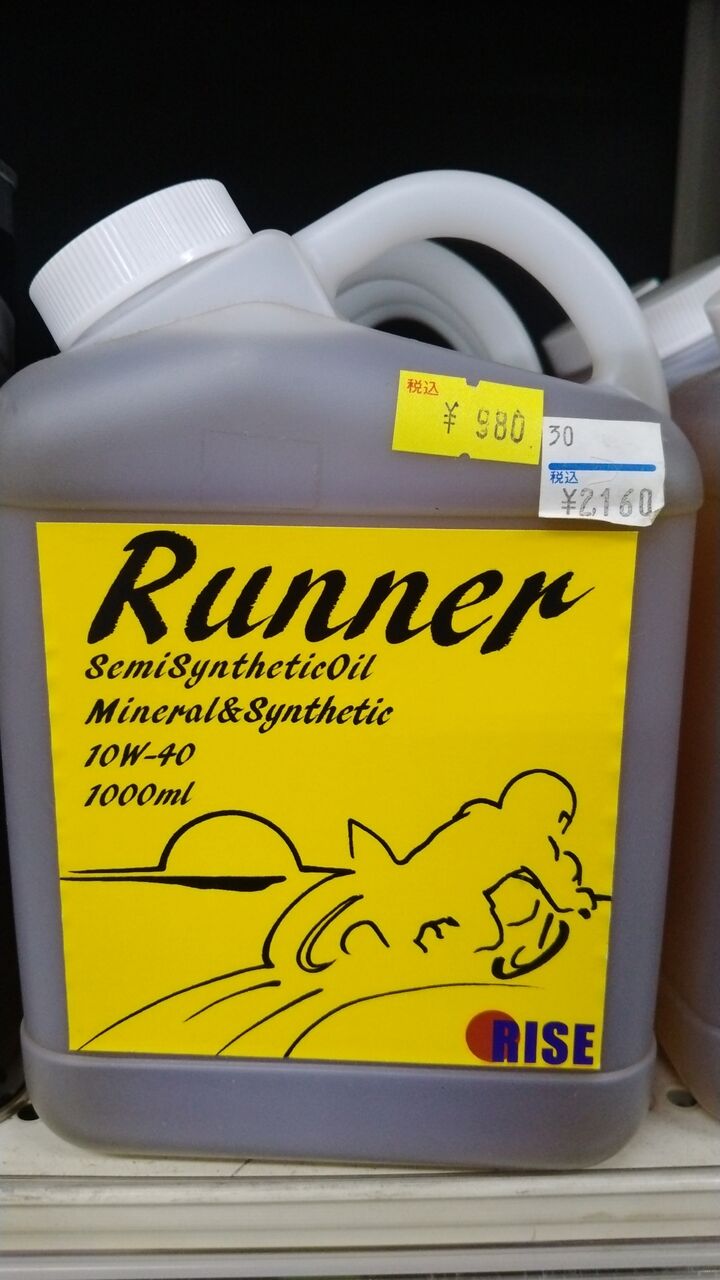 税込
¥ 980
30
税込
¥2160
Runner
SemiSyntheticOil
Mineral&Synthetic
10W-40
1000ml
RISE